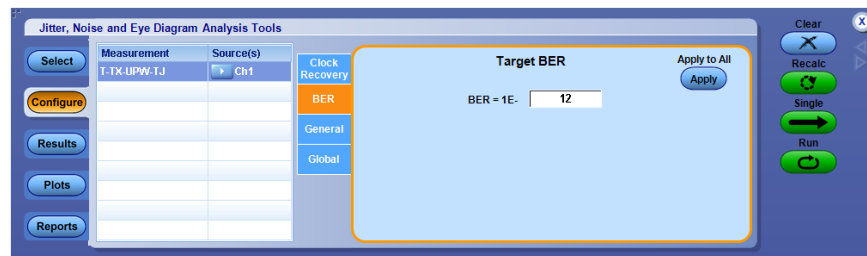 Jitter, Noise and Eye Diagram Analysis Tools
Select
Configure
Results
Plots
Reports
Measurement Source(s)
T-TX-UPW-TJ Ch1
Clock
Recovery
BER
General
Global
Target BER
BER = 1E- 12
Apply to All
Apply
Clear
X
Recalc
Single
Run